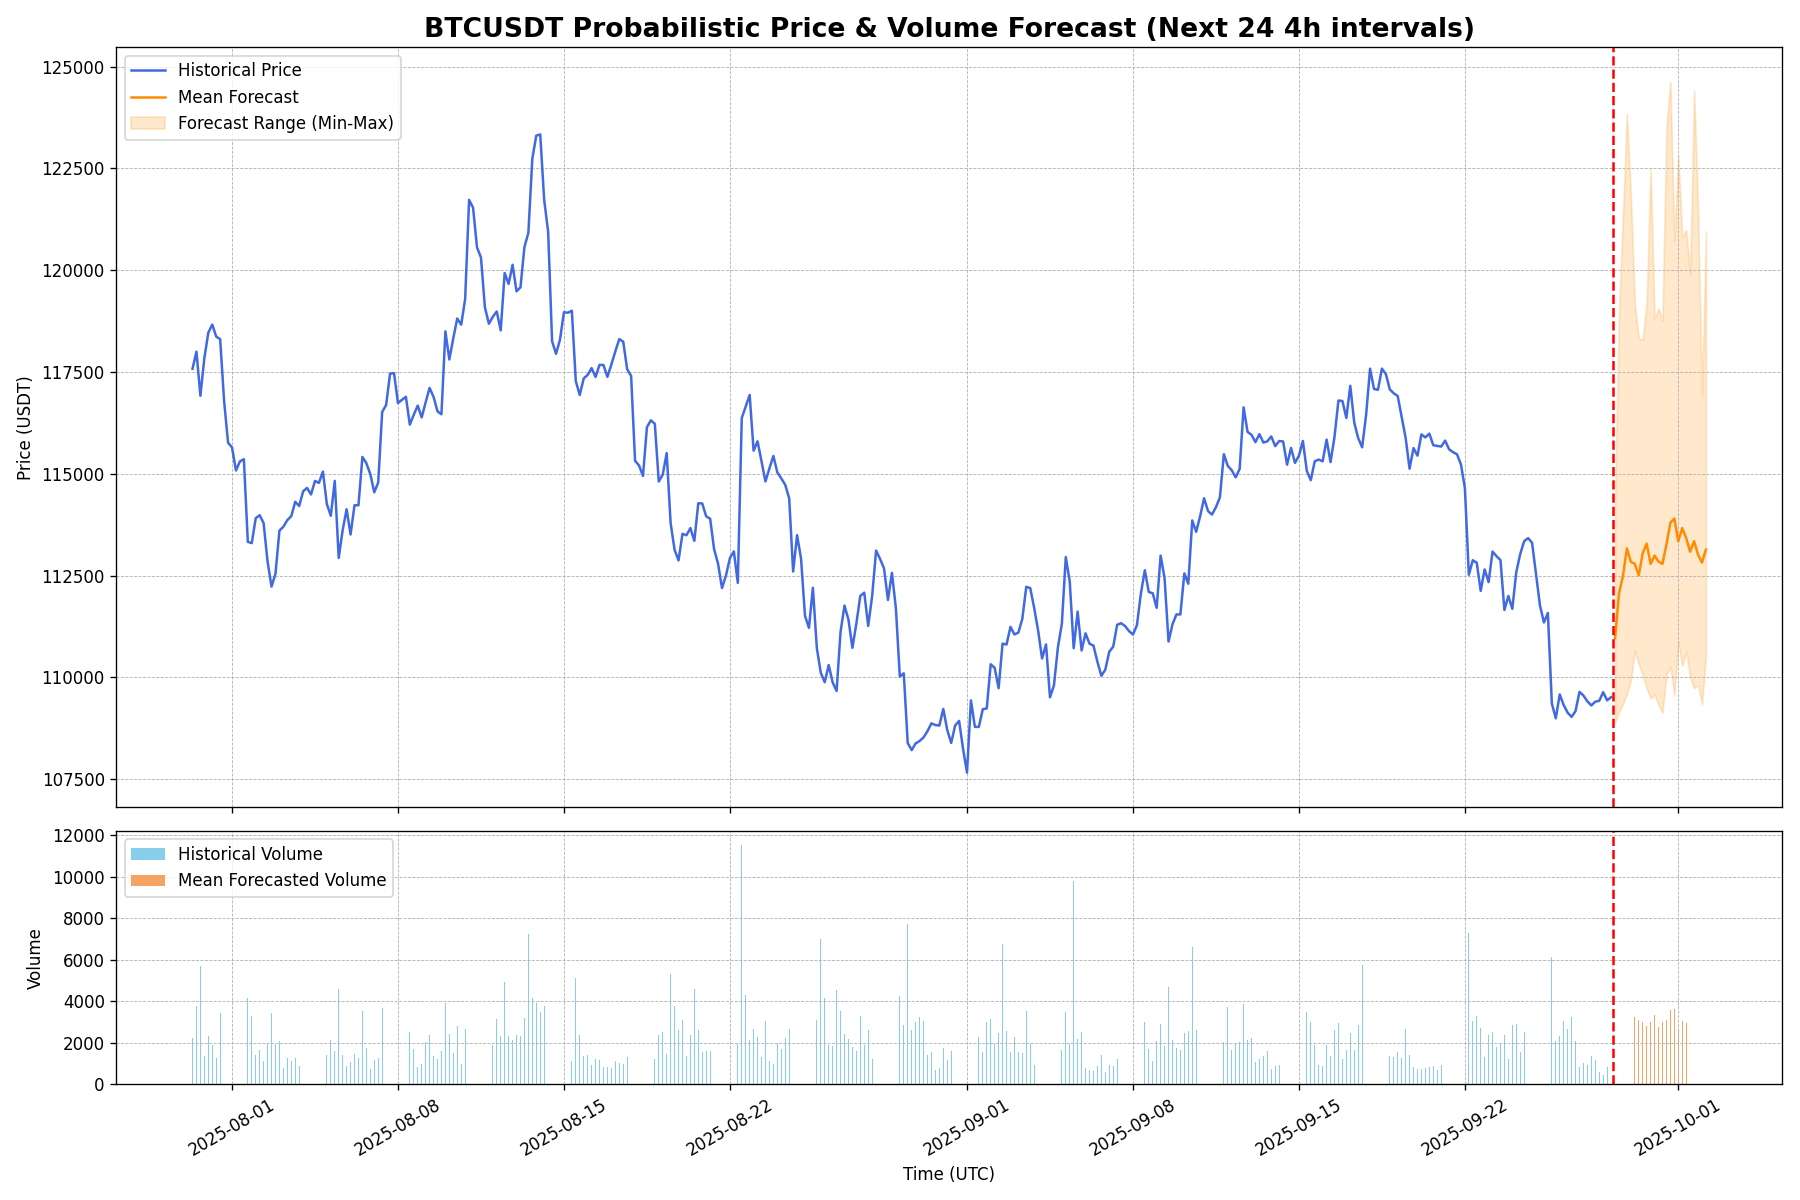 BTCUSDT Probabilistic Price & Volume Forecast (Next 24 4h intervals)
Historical Price
Mean Forecast
Forecast Range (Min-Max)
125000
122500
120000
117500
115000
112500
110000
107500
Price (USDT)
Historical Volume
Mean Forecasted Volume
12000
10000
8000
6000
4000
2000
0
Volume
2025-08-01
2025-08-08
2025-08-15
2025-08-22
2025-09-01
2025-09-08
2025-09-15
2025-09-22
2025-10-01
Time (UTC)